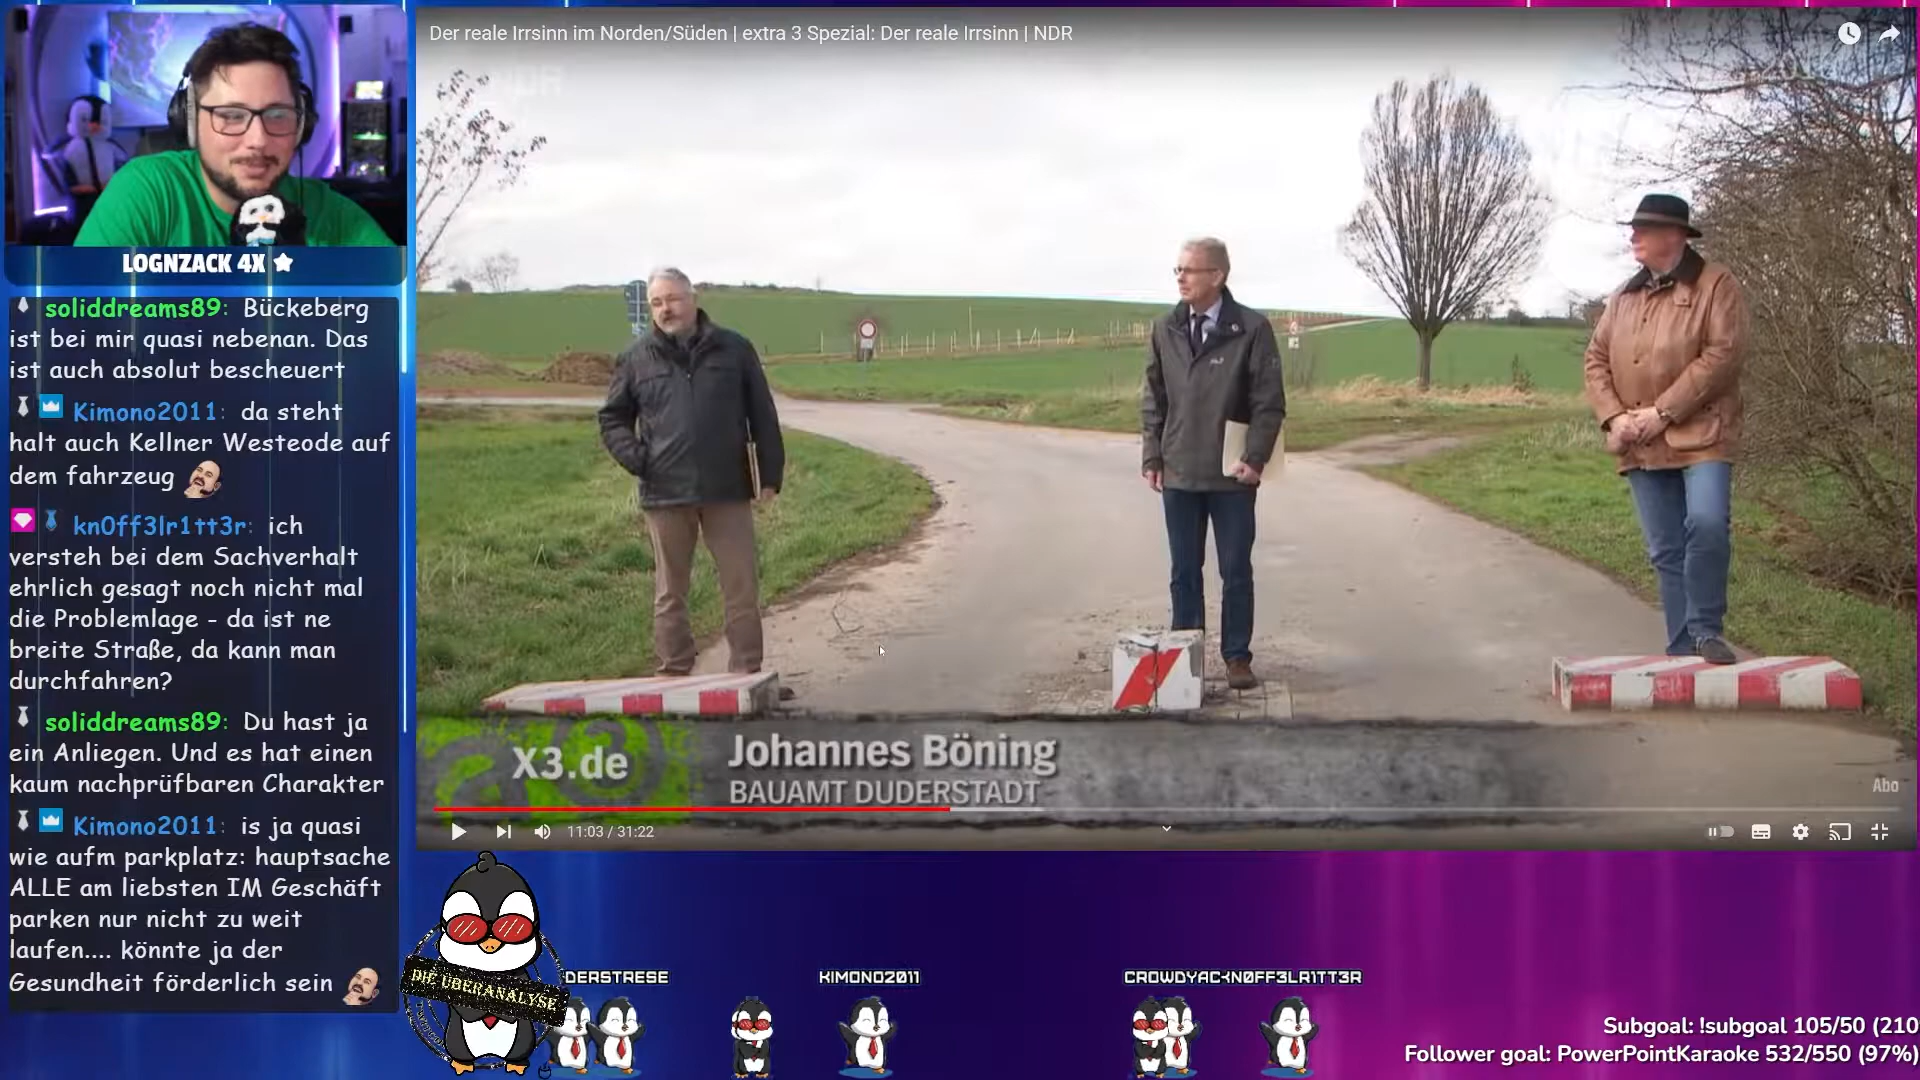 Der reale Irrsinn im Norden/Süden | extra 3 Spezial: Der reale Irrsinn | NDR
NDR
LOGNZACK 4X
soliddreams89: Bückeberg
ist bei mir quasi nebenan. Das
ist auch absolut bescheuert
Kimono2011: da steht
halt auch Kellner Westeode auf
dem fahrzeug
kn0ff3lr1tt3r: ich
versteh bei dem Sachverhalt
ehrlich gesagt noch nicht mal
die Problemlage - da ist ne
breite Straße, da kann man
durchfahren?
soliddreams89: Du hast ja
ein Anliegen. Und es hat einen
kaum nachprüfbaren Charakter
Kimono2011: is ja quasi
wie aufm parkplatz: hauptsache
ALLE am liebsten IM Geschäft
parken nur nicht zu weit
laufen.... könnte ja der
Gesundheit förderlich sein
X3.de
Johannes Böning
BAUAMT DUDERSTADT
Abo
11:03 / 31:22
DIE ÜBERANALYSE
DERSTRESE
KIMONO2011
CROWDYACKN0FF3LR1TT3R
Subgoal: !subgoal 105/50 (210
Follower goal: PowerPointKaraoke 532/550 (97%)